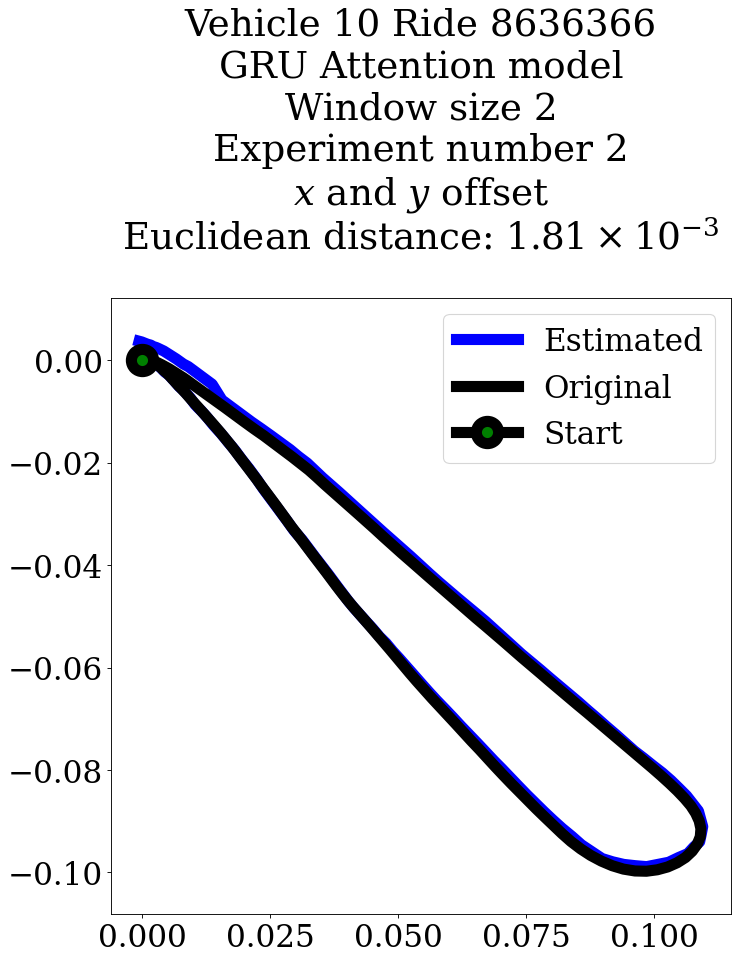 Vehicle 10 Ride 8636366
GRU Attention model
Window size 2
Experiment number 2
x and y offset
Euclidean distance: 1.81 × 10⁻³
Estimated
Original
Start
0.00
−0.02
−0.04
−0.06
−0.08
−0.10
0.000 0.025 0.050 0.075 0.100